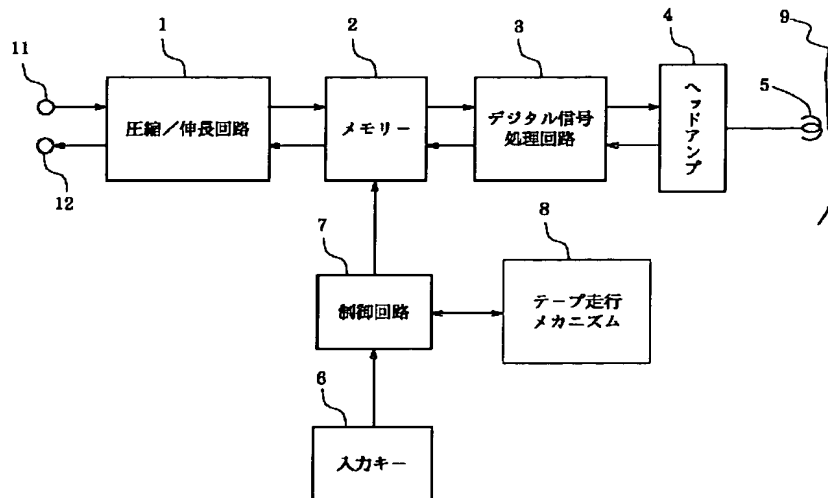 1
2
3
4
9
11
5
圧縮／伸長回路
メモリー
デジタル信号
処理回路
ヘッドアンプ
12
7
8
制御回路
テープ走行
メカニズム
6
入力キー